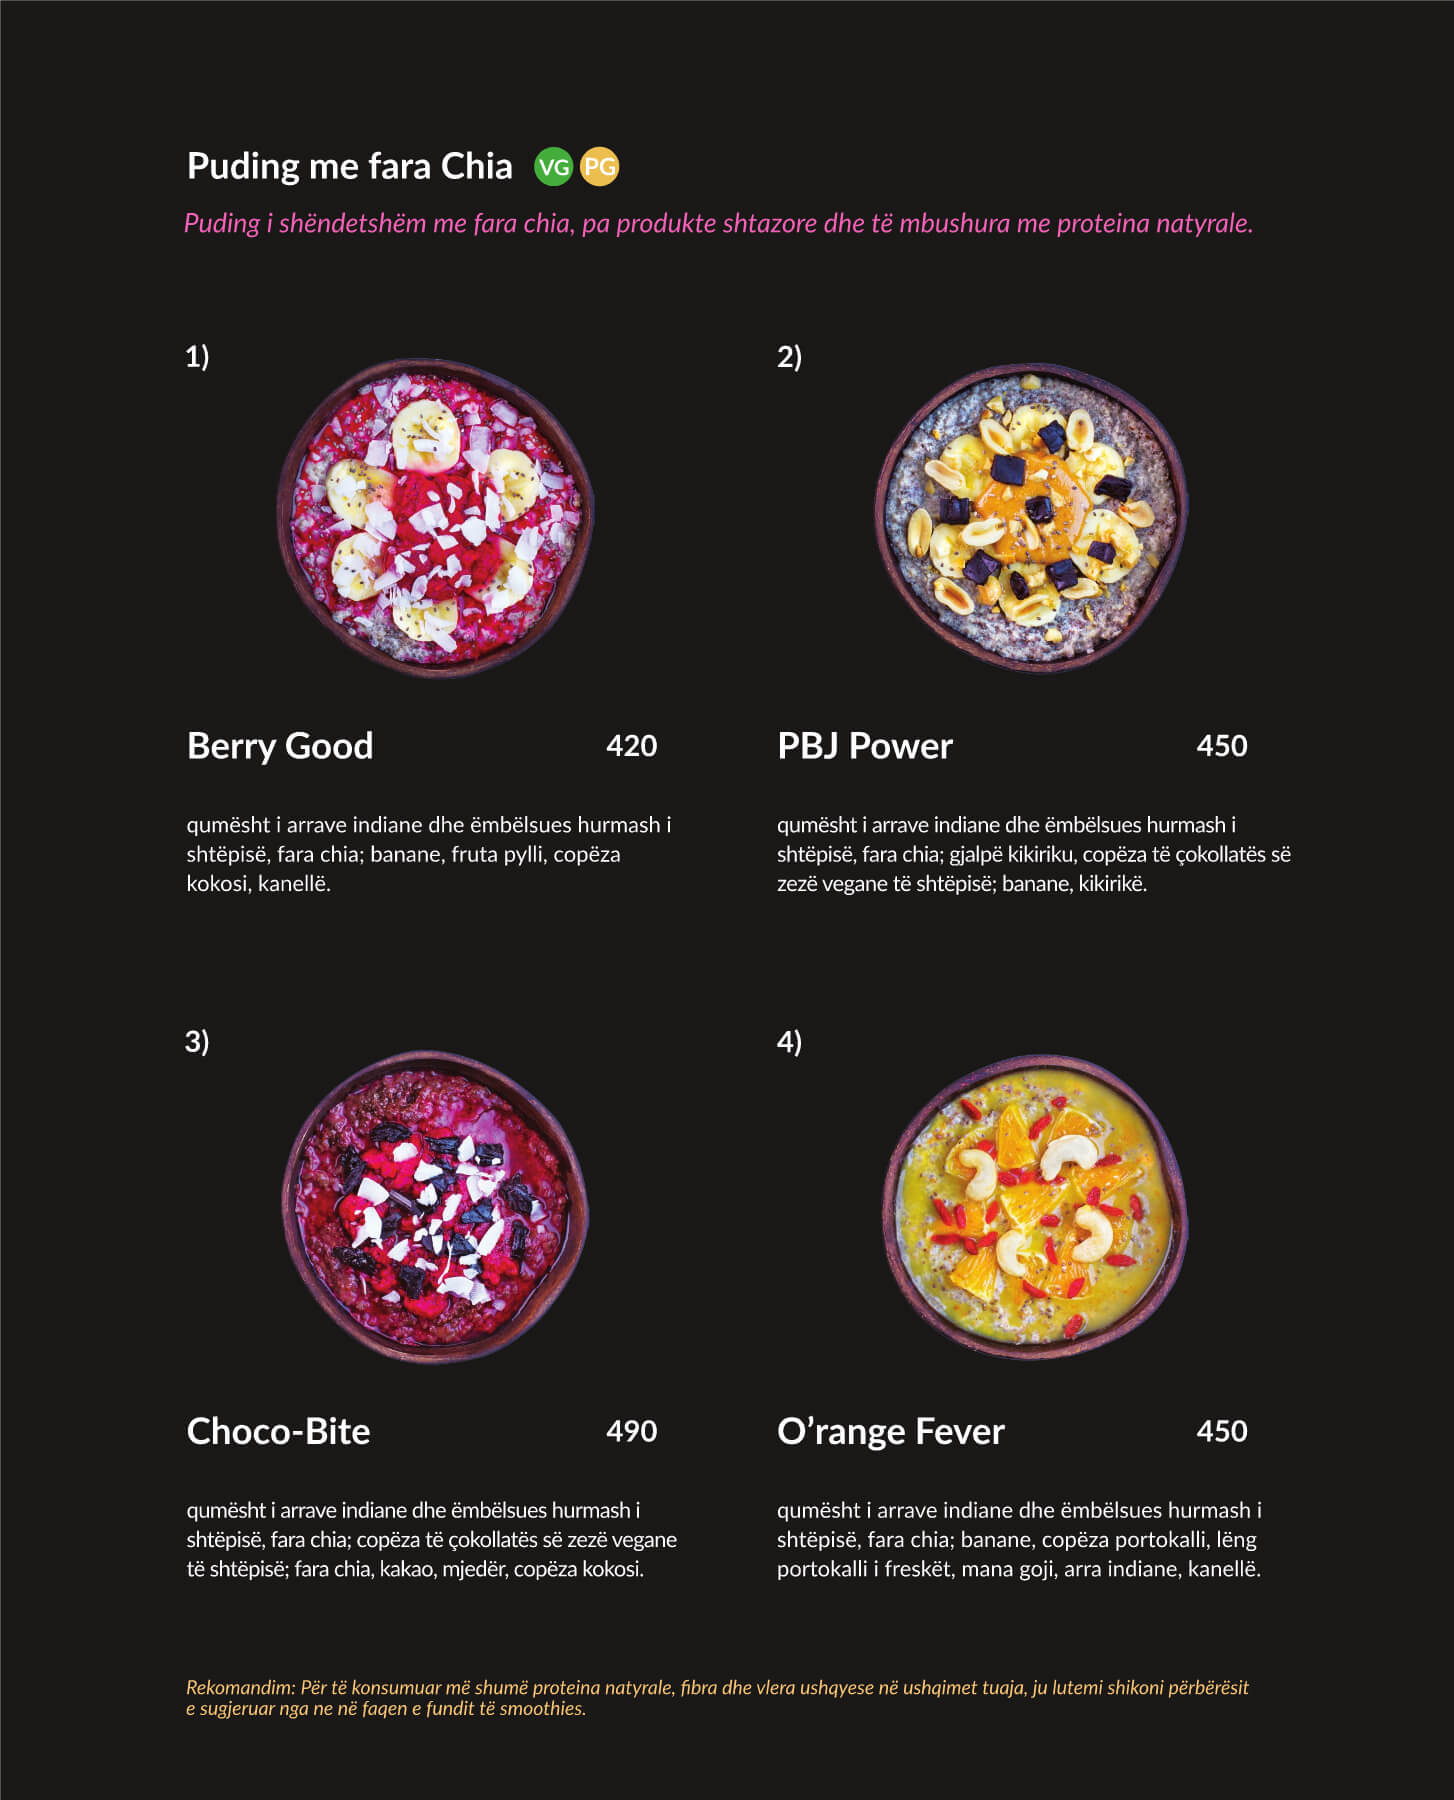 Puding me fara Chia VG PG
Puding i shëndetshëm me fara chia, pa produkte shtazore dhe të mbushura me proteina natyrale.
1)
Berry Good 420
qumësht i arrave indiane dhe ëmbëlsues hurmash i
shtëpisë, fara chia; banane, fruta pylli, copëza
kokosi, kanellë.
2)
PBJ Power 450
qumësht i arrave indiane dhe ëmbëlsues hurmash i
shtëpisë, fara chia; gjalpë kikiriku, copëza të çokollatës së
zezë vegane të shtëpisë; banane, kikirikë.
3)
Choco-Bite 490
qumësht i arrave indiane dhe ëmbëlsues hurmash i
shtëpisë, fara chia; copëza të çokollatës së zezë vegane
të shtëpisë; fara chia, kakao, mjedër, copëza kokosi.
4)
O’range Fever 450
qumësht i arrave indiane dhe ëmbëlsues hurmash i
shtëpisë, fara chia; banane, copëza portokalli, lëng
portokalli i freskët, mana goji, arra indiane, kanellë.
Rekomandim: Për të konsumuar më shumë proteina natyrale, fibra dhe vlera ushqyese në ushqimet tuaja, ju lutemi shikoni përbërësit
e sugjeruar nga ne në faqen e fundit të smoothies.